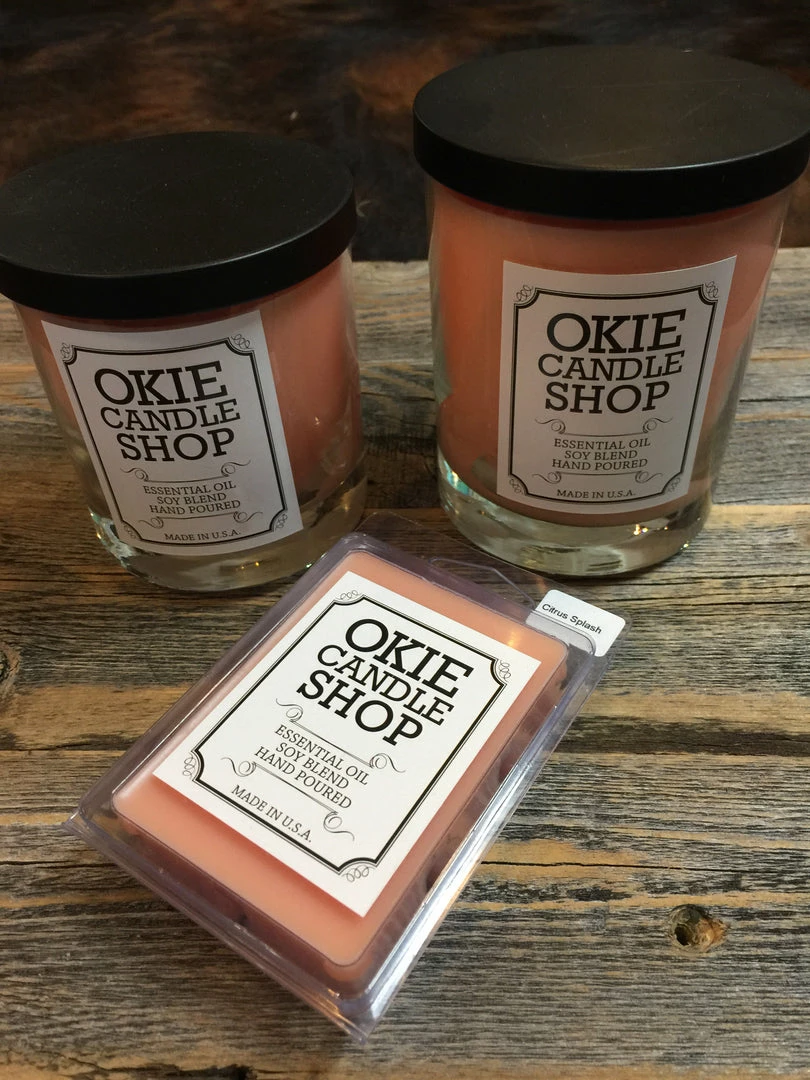 OKIE
CANDLE
SHOP
ESSENTIAL OIL
SOY BLEND
HAND POURED
MADE IN U.S.A.
OKIE
CANDLE
SHOP
ESSENTIAL OIL
SOY BLEND
HAND POURED
MADE IN U.S.A.
Citrus Splash
OKIE
CANDLE
SHOP
ESSENTIAL OIL
SOY BLEND
HAND POURED
MADE IN U.S.A.